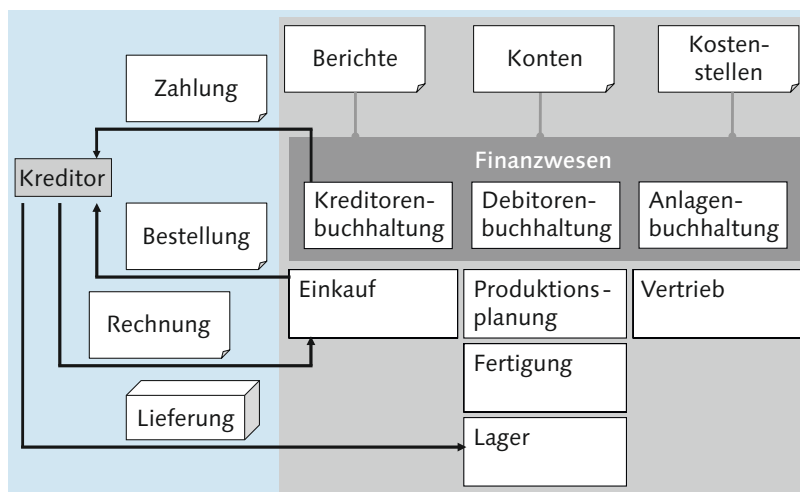 Berichte
Konten
Kosten-
stellen
Zahlung
Finanzwesen
Kreditor
Kreditoren-
buchhaltung
Debitoren-
buchhaltung
Anlagen-
buchhaltung
Bestellung
Einkauf
Produktions-
planung
Vertrieb
Rechnung
Fertigung
Lieferung
Lager